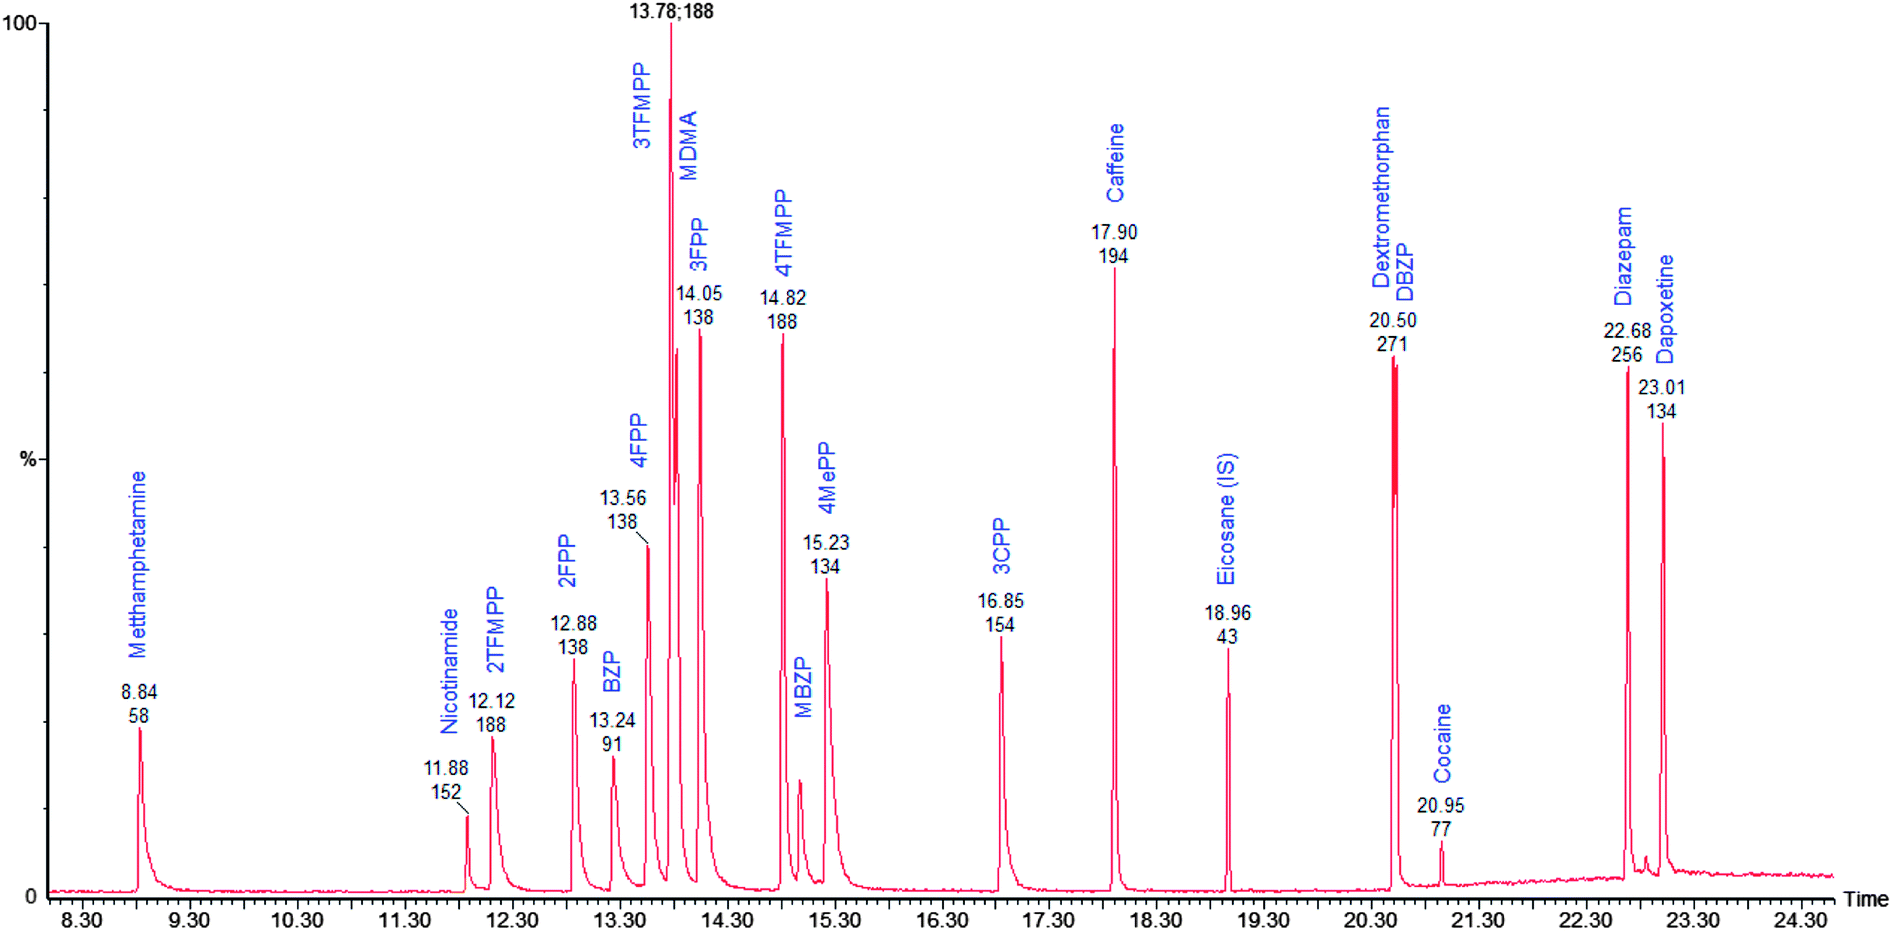 100
%
0
Methamphetamine
8.84
58
Nicotinamide
11.88
152
2TFMPP
12.12
188
2FPP
12.88
138
BZP
13.24
91
4FPP
13.56
138
13.78;188
3TFMPP
MDMA
3FPP
14.05
138
4TFMPP
14.82
188
MBZP
4MePP
15.23
134
3CPP
16.85
154
Caffeine
17.90
194
Eicosane (IS)
18.96
43
Dextromethorphan
DBZP
20.50
271
Cocaine
20.95
77
Diazepam
22.68
256
Dapoxetine
23.01
134
8.30 9.30 10.30 11.30 12.30 13.30 14.30 15.30 16.30 17.30 18.30 19.30 20.30 21.30 22.30 23.30 24.30
Time